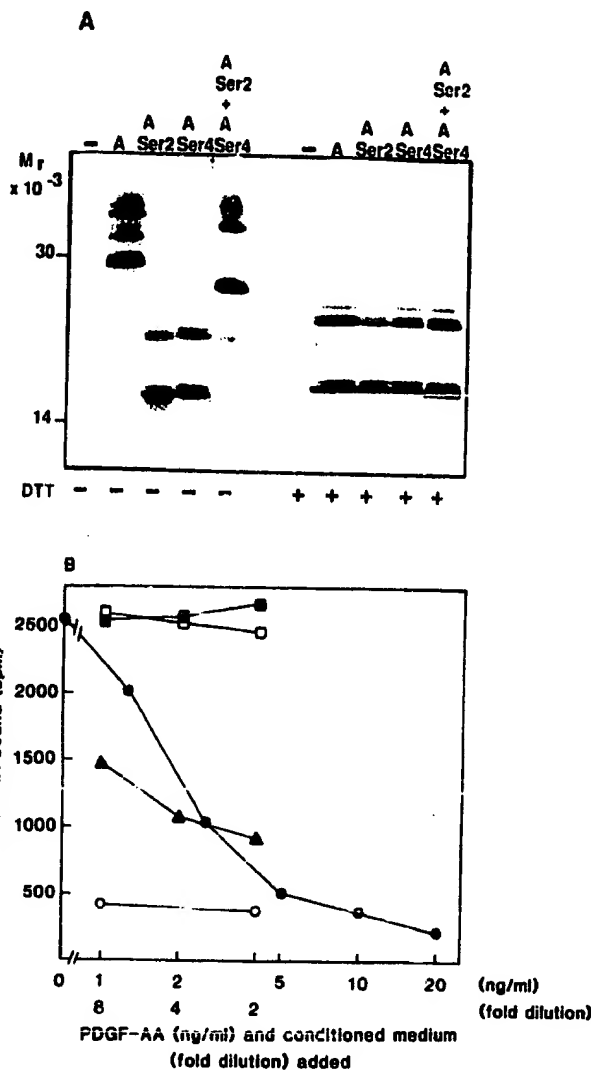 A
A
Ser2
+
A A A
– A Ser2 Ser4 Ser4
A
Ser2
+
A A A
– A Ser2 Ser4 Ser4
Mr
x 10-3
30
14
DTT – – – – – + + + + +
B
2500
2000
1500
1000
500
0 1 2 5 10 20 (ng/ml)
8 4 2 (fold dilution)
PDGF-AA (ng/ml) and conditioned medium
(fold dilution) added